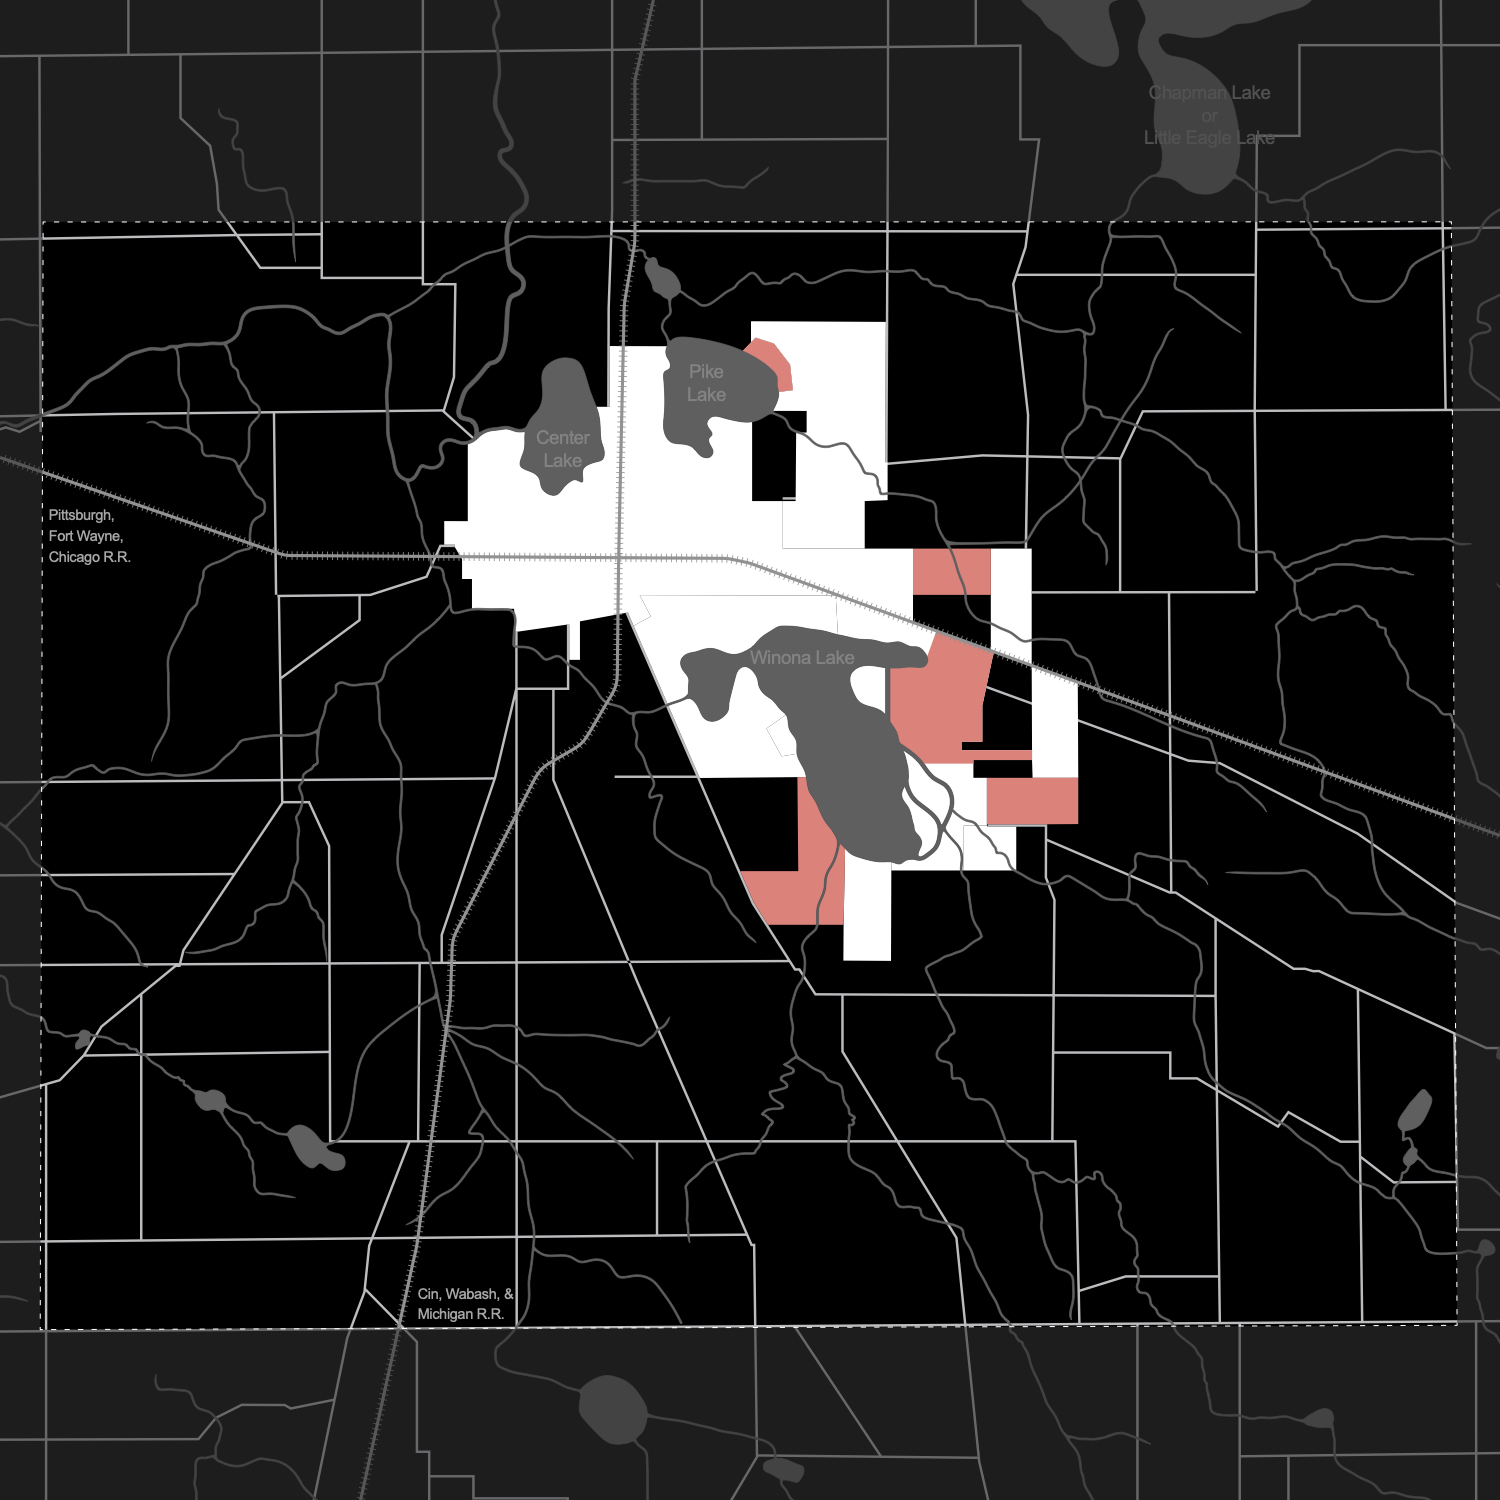 Chapman Lake
or
Little Eagle Lake
Pike
Lake
Center
Lake
Pittsburgh,
Fort Wayne,
Chicago R.R.
Winona Lake
Cin, Wabash, &
Michigan R.R.